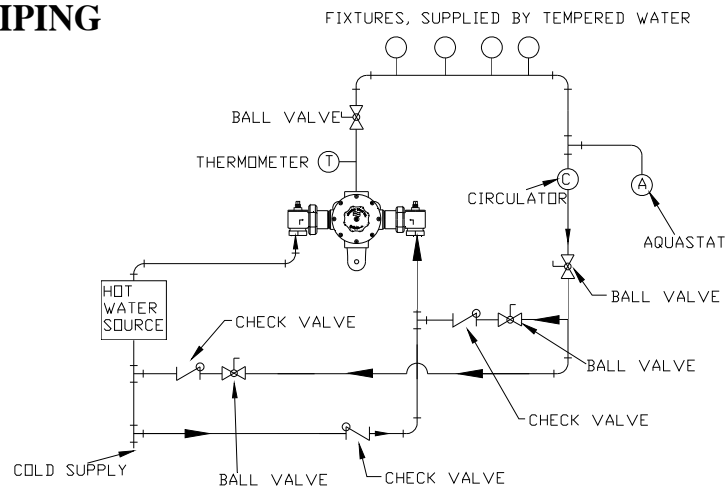 IPING
FIXTURES, SUPPLIED BY TEMPERED WATER
BALL VALVE
THERMOMETER T
C
CIRCULATOR
A
AQUASTAT
HOT
WATER
SOURCE
BALL VALVE
CHECK VALVE
BALL VALVE
CHECK VALVE
COLD SUPPLY
BALL VALVE
CHECK VALVE